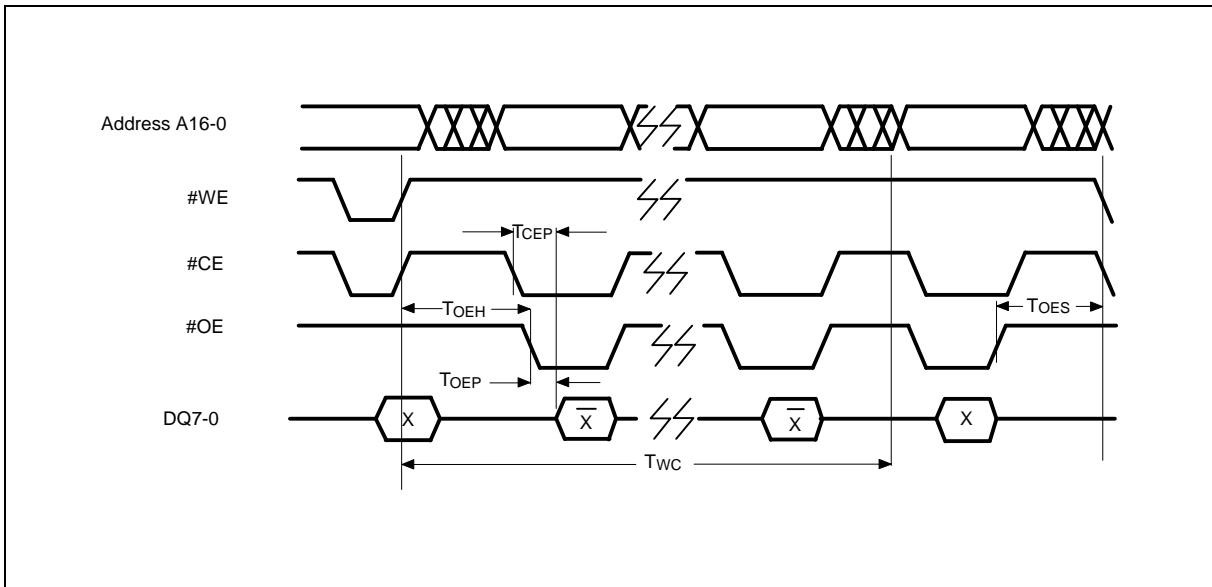 Address A16-0
#WE
TCEP
#CE
TOEH
TOES
#OE
TOEP
DQ7-0
X
X̅
X̅
X
TWC